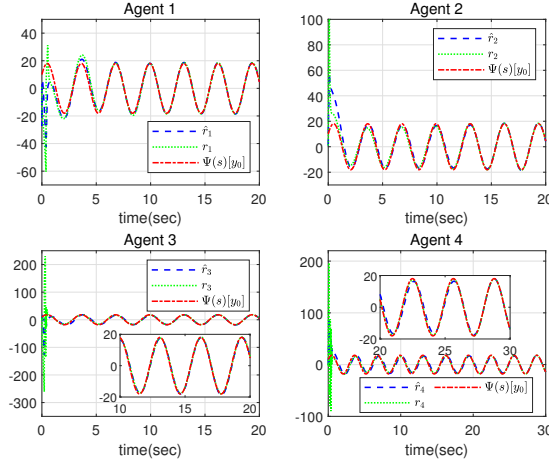 Agent 1
40
20
0
-20
-40
-60
0 5 10 15 20
time(sec)
r̂₁
r₁
Ψ(s)[y₀]
Agent 2
100
80
60
40
20
0
-20
0 5 10 15 20
time(sec)
r̂₂
r₂
Ψ(s)[y₀]
Agent 3
200
100
0
-100
-200
-300
0 5 10 15 20
time(sec)
r̂₃
r₃
Ψ(s)[y₀]
20
0
-20
10 15 20
Agent 4
200
100
0
-100
0 10 20 30
time(sec)
20
0
-20
20 25 30
r̂₄ Ψ(s)[y₀]
r₄